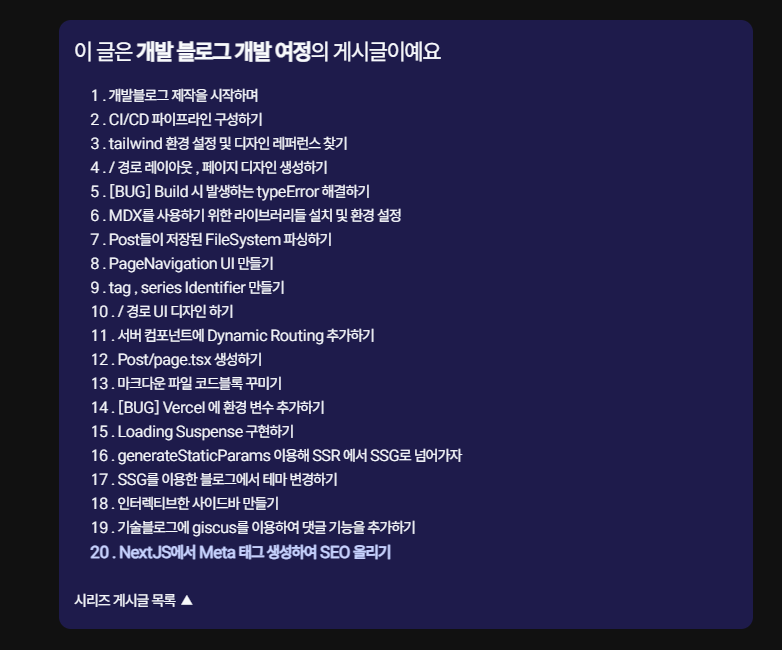 이 글은 개발 블로그 개발 여정의 게시글이예요
1 . 개발블로그 제작을 시작하며
2 . CI/CD 파이프라인 구성하기
3 . tailwind 환경 설정 및 디자인 레퍼런스 찾기
4 . / 경로 레이아웃 , 페이지 디자인 생성하기
5 . [BUG] Build 시 발생하는 typeError 해결하기
6 . MDX를 사용하기 위한 라이브러리들 설치 및 환경 설정
7 . Post들이 저장된 FileSystem 파싱하기
8 . PageNavigation UI 만들기
9 . tag , series Identifier 만들기
10 . / 경로 UI 디자인 하기
11 . 서버 컴포넌트에 Dynamic Routing 추가하기
12 . Post/page.tsx 생성하기
13 . 마크다운 파일 코드블록 꾸미기
14 . [BUG] Vercel 에 환경 변수 추가하기
15 . Loading Suspense 구현하기
16 . generateStaticParams 이용해 SSR 에서 SSG로 넘어가자
17 . SSG를 이용한 블로그에서 테마 변경하기
18 . 인터렉티브한 사이드바 만들기
19 . 기술블로그에 giscus를 이용하여 댓글 기능을 추가하기
20 . NextJS에서 Meta 태그 생성하여 SEO 올리기
시리즈 게시글 목록 ▲